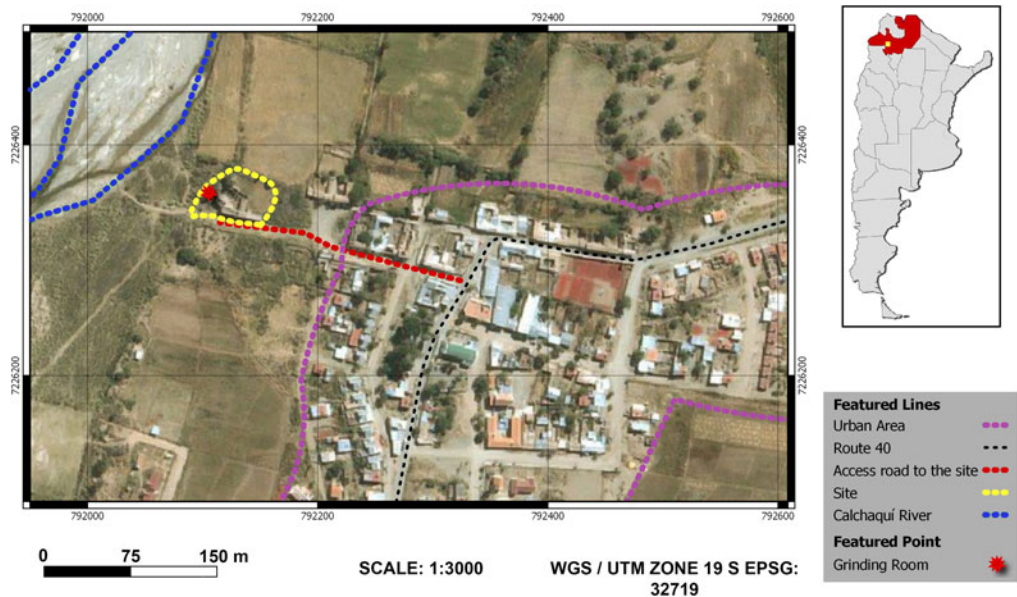 792000
792200
792400
792600
7226400
7226400
7226200
7226200
792000
792200
792400
792600
0 75 150 m
SCALE: 1:3000
WGS / UTM ZONE 19 S EPSG:
32719
Featured Lines
Urban Area
Route 40
Access road to the site
Site
Calchaquí River
Featured Point
Grinding Room